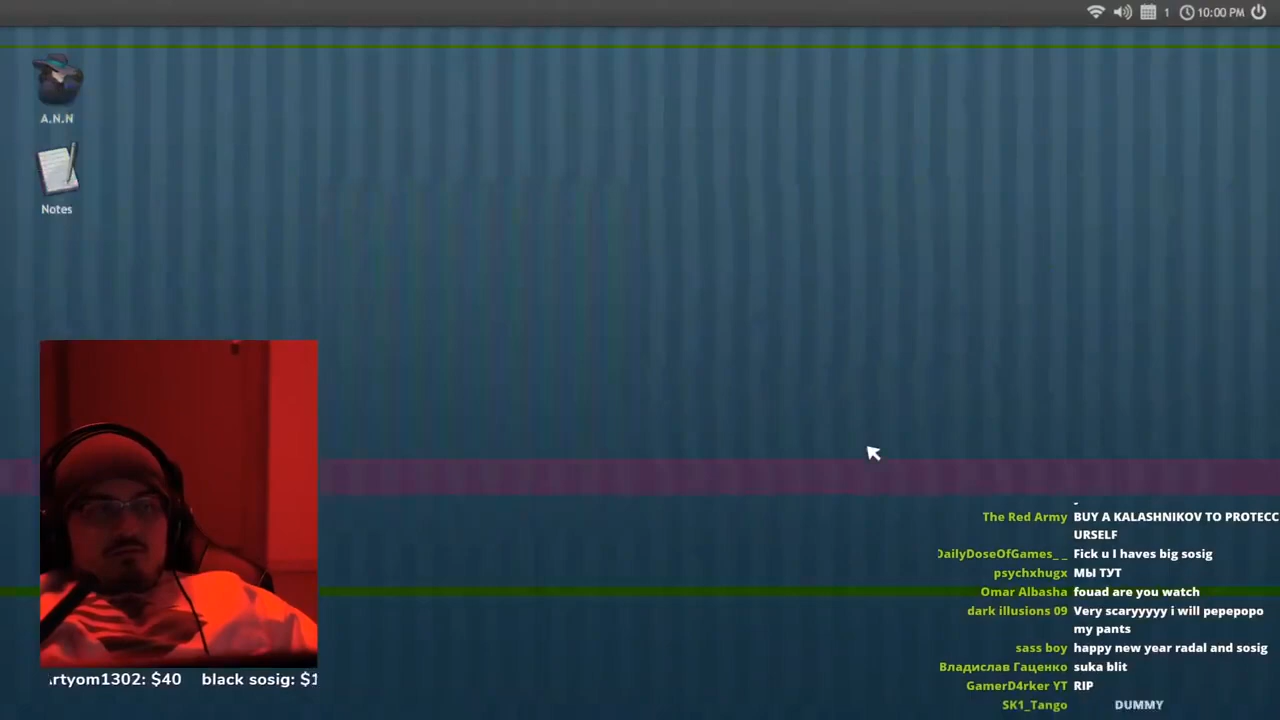 1 10:00 PM
A.N.N
Notes
The Red Army BUY A KALASHNIKOV TO PROTECC
URSELF
DailyDoseOfGames_ _ Fick u I haves big sosig
psychxhugx МЫ ТУТ
Omar Albasha fouad are you watch
dark illusions 09 Very scaryyyyy i will pepepopo
my pants
sass boy happy new year radal and sosig
Владислав Гаценко suka blit
GamerD4rker YT RIP
SK1_Tango DUMMY
rtyom1302: $40 black sosig: $1